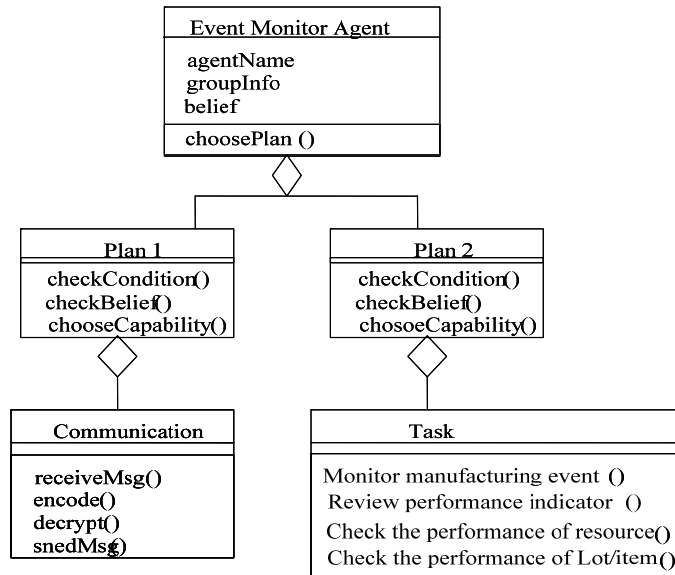 Event Monitor Agent
agentName
groupInfo
belief
choosePlan ()
Plan 1
checkCondition()
checkBelief()
chooseCapability()
Plan 2
checkCondition()
checkBelief()
chosoeCapability()
Communication
receiveMsg()
encode()
decrypt()
snedMsg()
Task
Monitor manufacturing event ()
Review performance indicator ()
Check the performance of resource()
Check the performance of Lot/item()